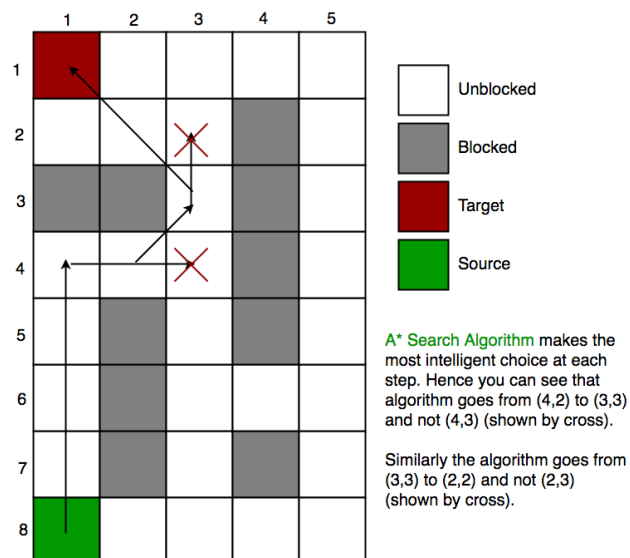 1 2 3 4 5
1
2
3
4
5
6
7
8
Unblocked
Blocked
Target
Source
A* Search Algorithm makes the
most intelligent choice at each
step. Hence you can see that
algorithm goes from (4,2) to (3,3)
and not (4,3) (shown by cross).
Similarly the algorithm goes from
(3,3) to (2,2) and not (2,3)
(shown by cross).